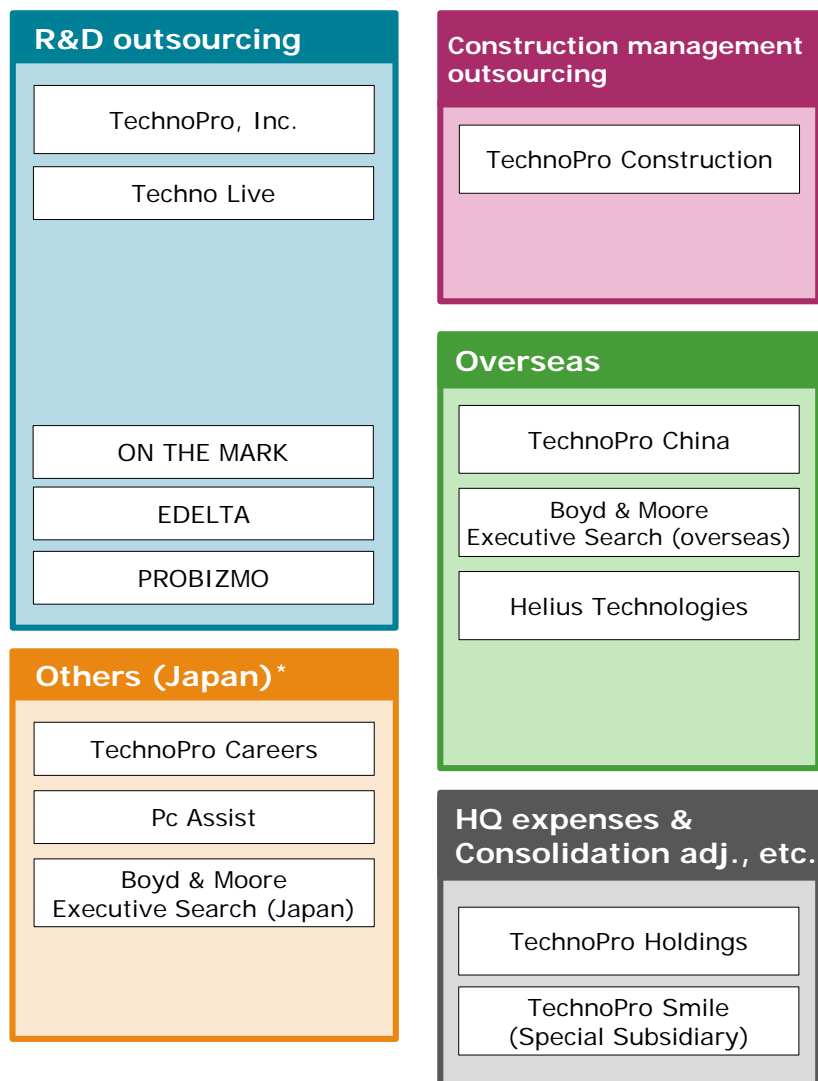 R&D outsourcing
TechnoPro, Inc.
Techno Live
ON THE MARK
EDELTA
PROBIZMO
Others (Japan)*
TechnoPro Careers
Pc Assist
Boyd & Moore
Executive Search (Japan)
Construction management
outsourcing
TechnoPro Construction
Overseas
TechnoPro China
Boyd & Moore
Executive Search (overseas)
Helius Technologies
HQ expenses &
Consolidation adj., etc.
TechnoPro Holdings
TechnoPro Smile
(Special Subsidiary)